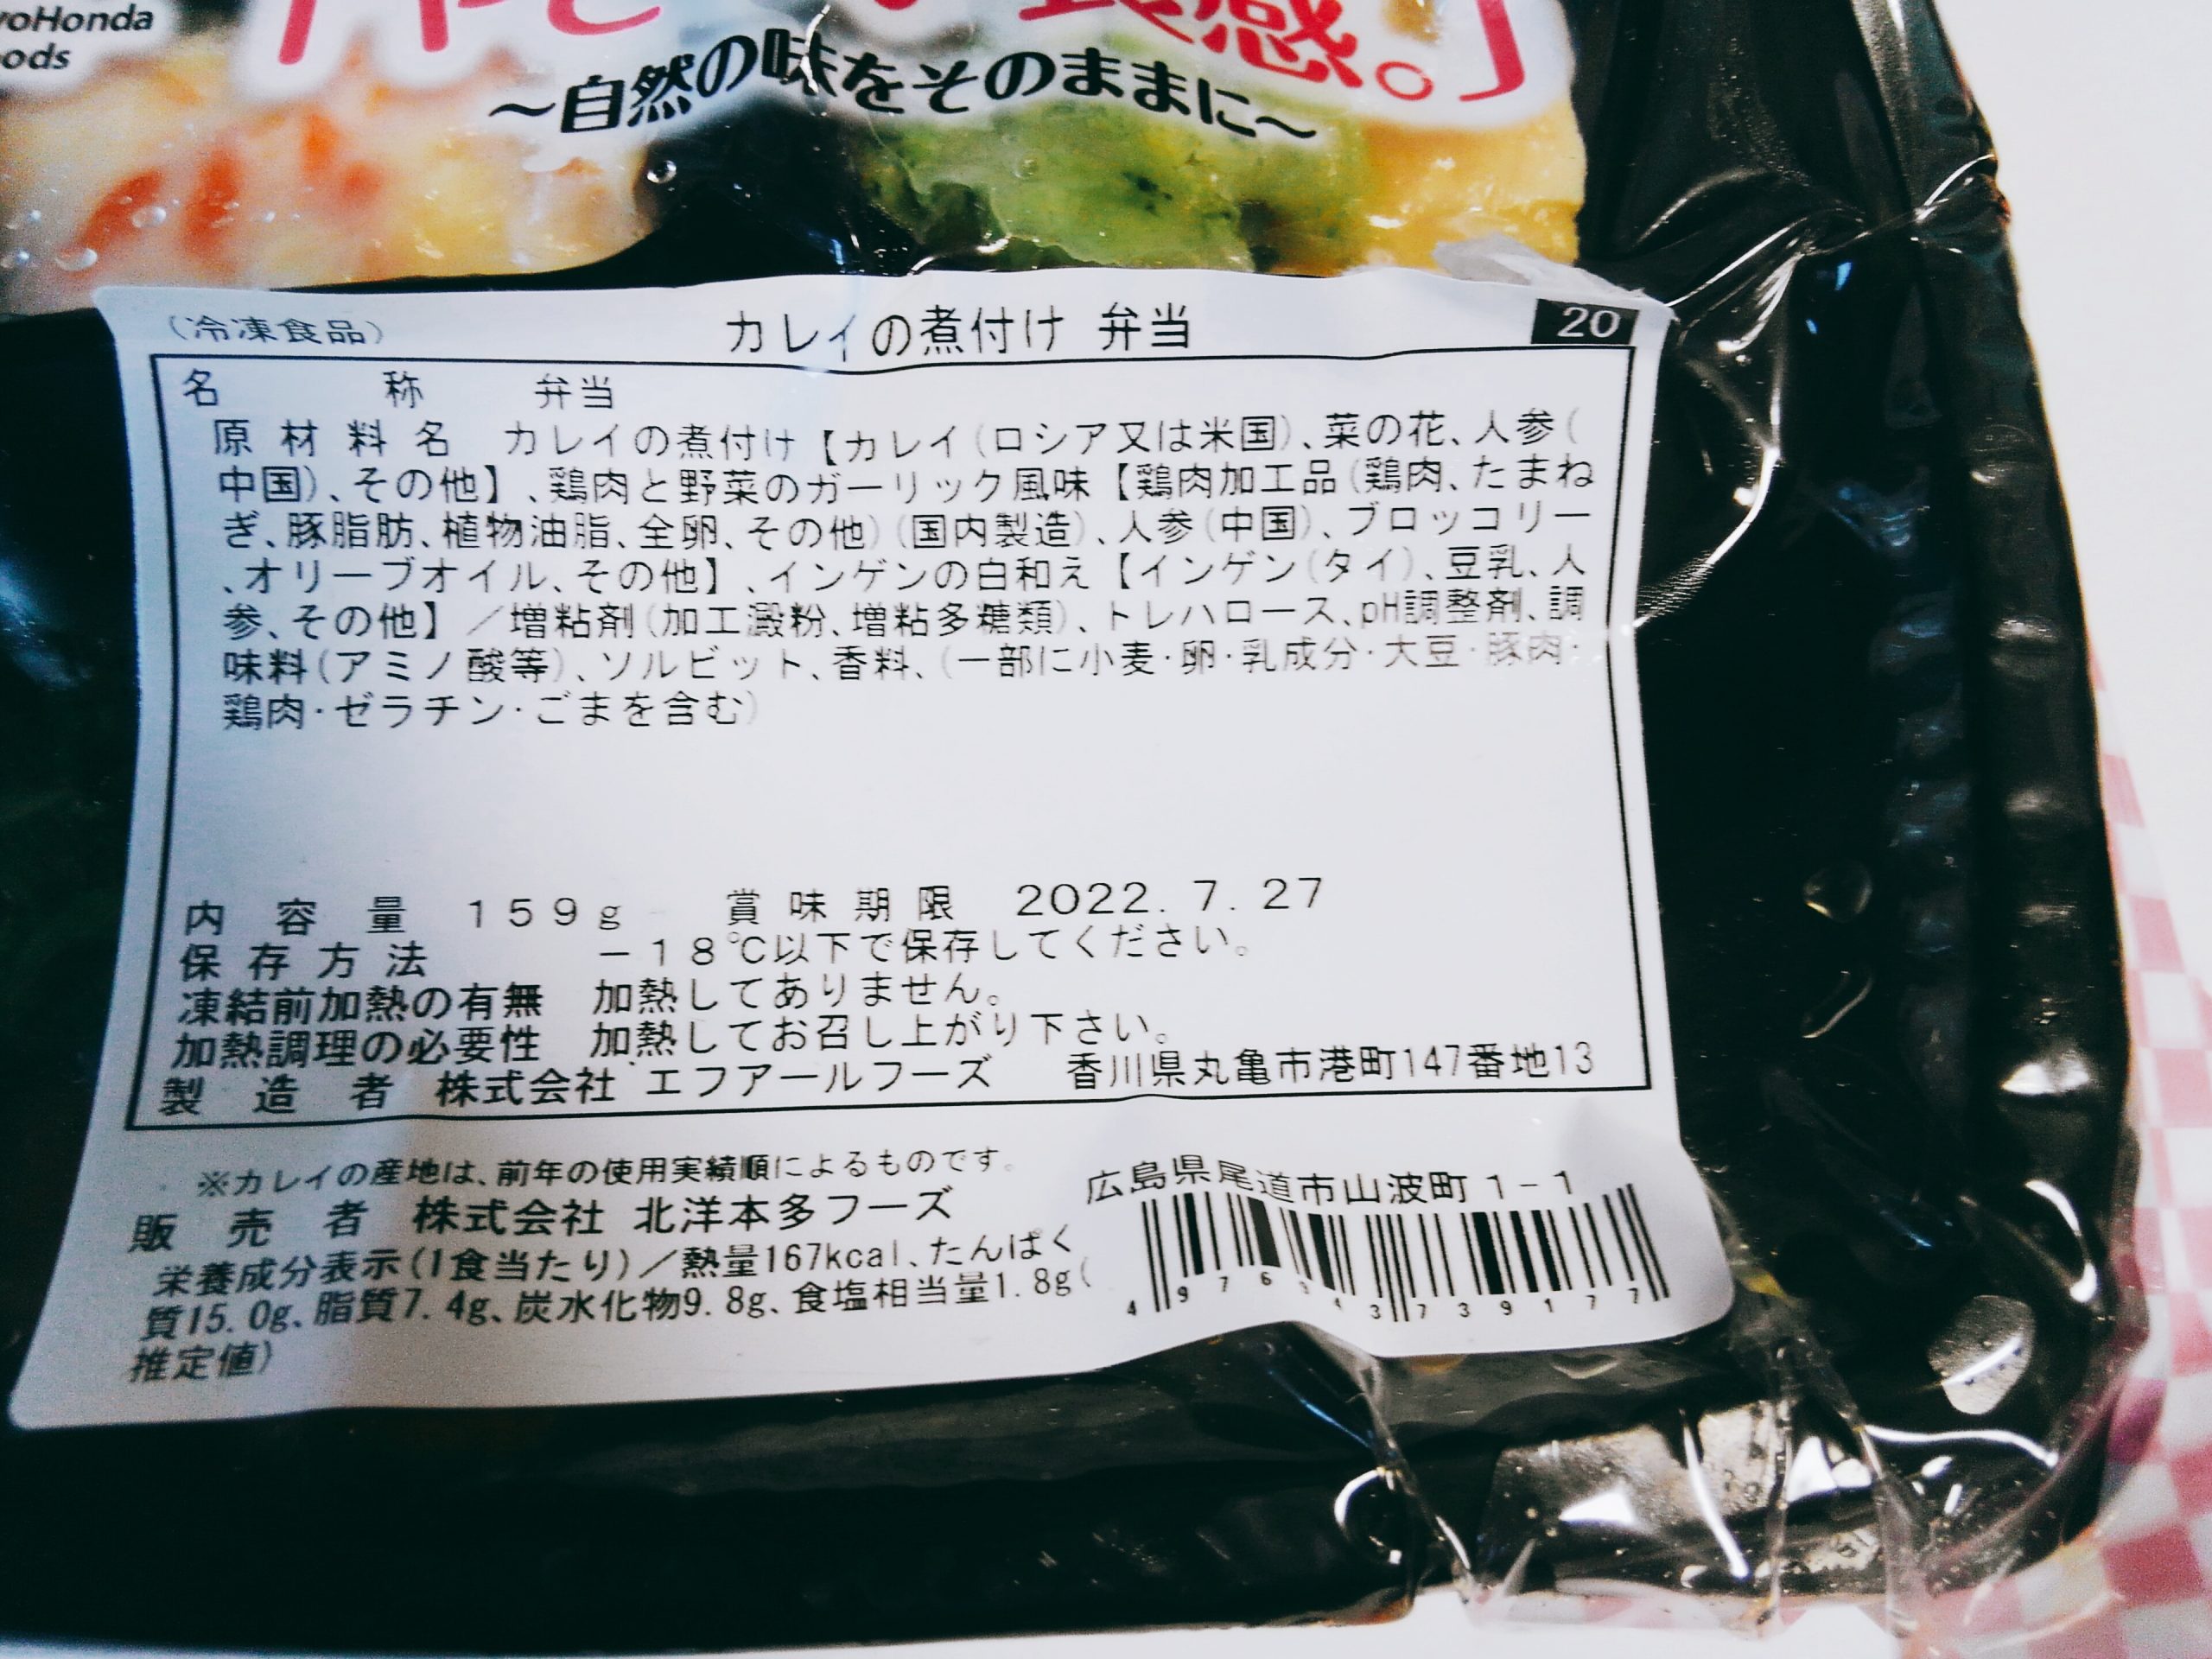 Honda
食感。」
~自然の味をそのままに~
(冷凍食品) カレイの煮付け 弁当 20
名称 弁当
原材料名 カレイの煮付け【カレイ(ロシア又は米国)、菜の花、人参(
中国)、その他】、鶏肉と野菜のガーリック風味【鶏肉加工品(鶏肉、たまね
ぎ、豚脂肪、植物油脂、全卵、その他)(国内製造)、人参(中国)、ブロッコリー
、オリーブオイル、その他】、インゲンの白和え【インゲン(タイ)、豆乳、人
参、その他】/増粘剤(加工澱粉、増粘多糖類)、トレハロース、pH調整剤、調
味料(アミノ酸等)、ソルビット、香料、(一部に小麦・卵・乳成分・大豆・豚肉・
鶏肉・ゼラチン・ごまを含む)
内容量 159g 賞味期限 2022.7.27
保存方法 -18℃以下で保存してください。
凍結前加熱の有無 加熱してありません。
加熱調理の必要性 加熱してお召し上がり下さい。
製造者 株式会社 エフアールフーズ 香川県丸亀市港町147番地13
※カレイの産地は、前年の使用実績順によるものです。
販売者 株式会社 北洋本多フーズ 広島県尾道市山波町1-1
栄養成分表示(1食当たり)/熱量167kcal、たんぱく
質15.0g、脂質7.4g、炭水化物9.8g、食塩相当量1.8g(
推定値)
4976343739177